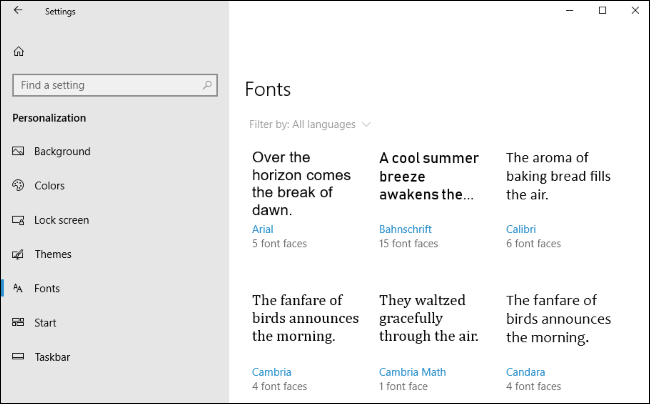 Settings
Find a setting
Personalization
Background
Colors
Lock screen
Themes
Fonts
Start
Taskbar
Fonts
Filter by: All languages
Over the
horizon comes
the break of
dawn.
Arial
5 font faces
A cool summer
breeze
awakens the...
Bahnschrift
15 font faces
The aroma of
baking bread fills
the air.
Calibri
6 font faces
The fanfare of
birds announces
the morning.
Cambria
4 font faces
They waltzed
gracefully
through the air.
Cambria Math
1 font face
The fanfare of
birds announces
the morning.
Candara
4 font faces